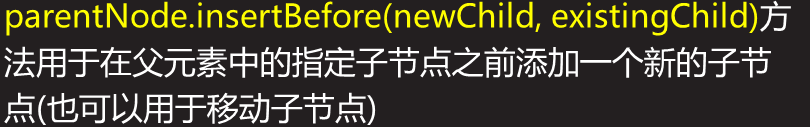 parentNode.insertBefore(newChild, existingChild)方
法用于在父元素中的指定子节点之前添加一个新的子节
点(也可以用于移动子节点)